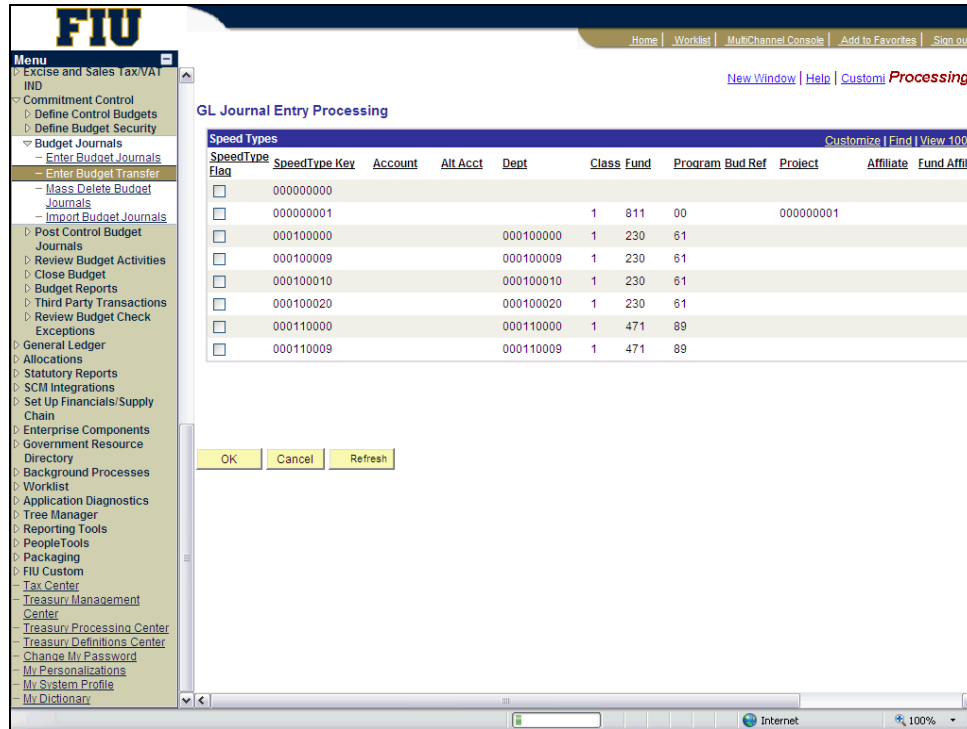 FIU
Home | Worklist | MultiChannel Console | Add to Favorites | Sign ou
Menu
Excise and Sales Tax/VAT
IND
Commitment Control
Define Control Budgets
Define Budget Security
Budget Journals
Enter Budget Journals
Enter Budget Transfer
Mass Delete Budget
Journals
Import Budget Journals
Post Control Budget
Journals
Review Budget Activities
Close Budget
Budget Reports
Third Party Transactions
Review Budget Check
Exceptions
General Ledger
Allocations
Statutory Reports
SCM Integrations
Set Up Financials/Supply
Chain
Enterprise Components
Government Resource
Directory
Background Processes
Worklist
Application Diagnostics
Tree Manager
Reporting Tools
PeopleTools
Packaging
FIU Custom
Tax Center
Treasury Management
Center
Treasury Processing Center
Treasury Definitions Center
Change My Password
My Personalizations
My System Profile
My Dictionary
New Window | Help | Customi Processing
GL Journal Entry Processing
Speed Types Customize | Find | View 100
SpeedType Flag SpeedType Key Account Alt Acct Dept Class Fund Program Bud Ref Project Affiliate Fund Affil
000000000
000000001 1 811 00 000000001
000100000 000100000 1 230 61
000100009 000100009 1 230 61
000100010 000100010 1 230 61
000100020 000100020 1 230 61
000110000 000110000 1 471 89
000110009 000110009 1 471 89
OK Cancel Refresh
Internet 100%